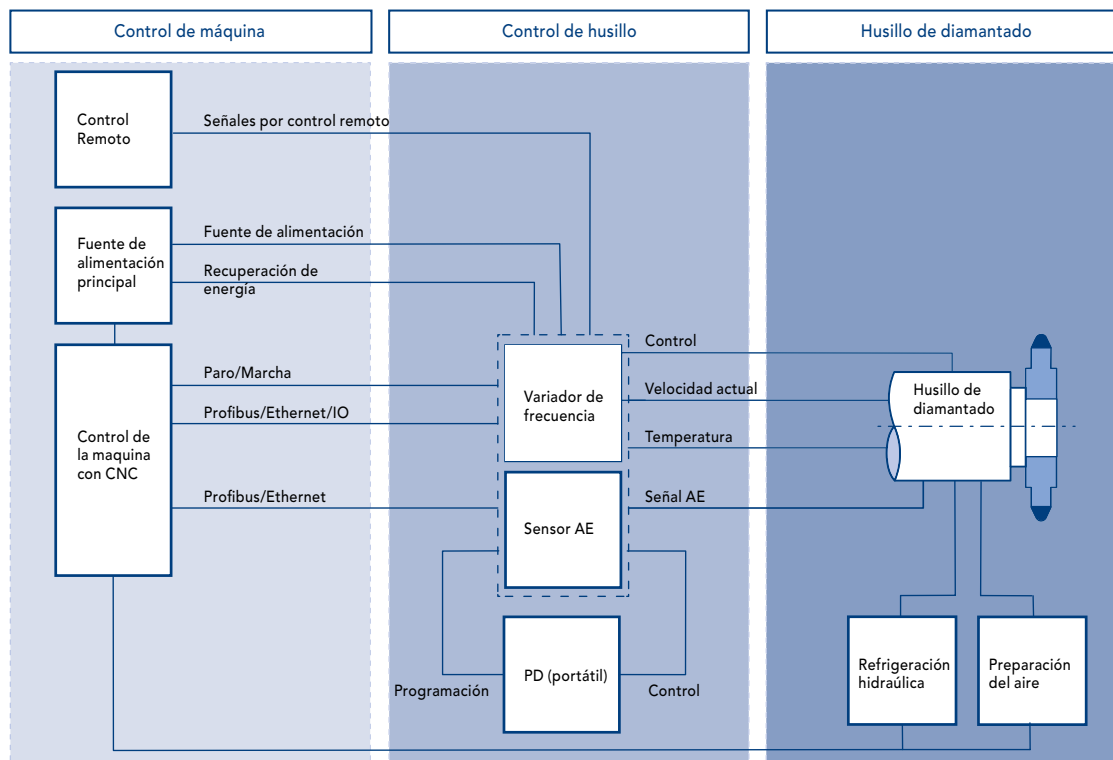 Control de máquina
Control de husillo
Husillo de diamantado
Control
Remoto
Señales por control remoto
Fuente de
alimentación
principal
Fuente de alimentación
Recuperación de
energía
Control de
la maquina
con CNC
Paro/Marcha
Profibus/Ethernet/IO
Profibus/Ethernet
Variador de
frecuencia
Sensor AE
PD (portátil)
Programación
Control
Control
Velocidad actual
Temperatura
Señal AE
Husillo de
diamantado
Refrigeración
hidraúlica
Preparación
del aire